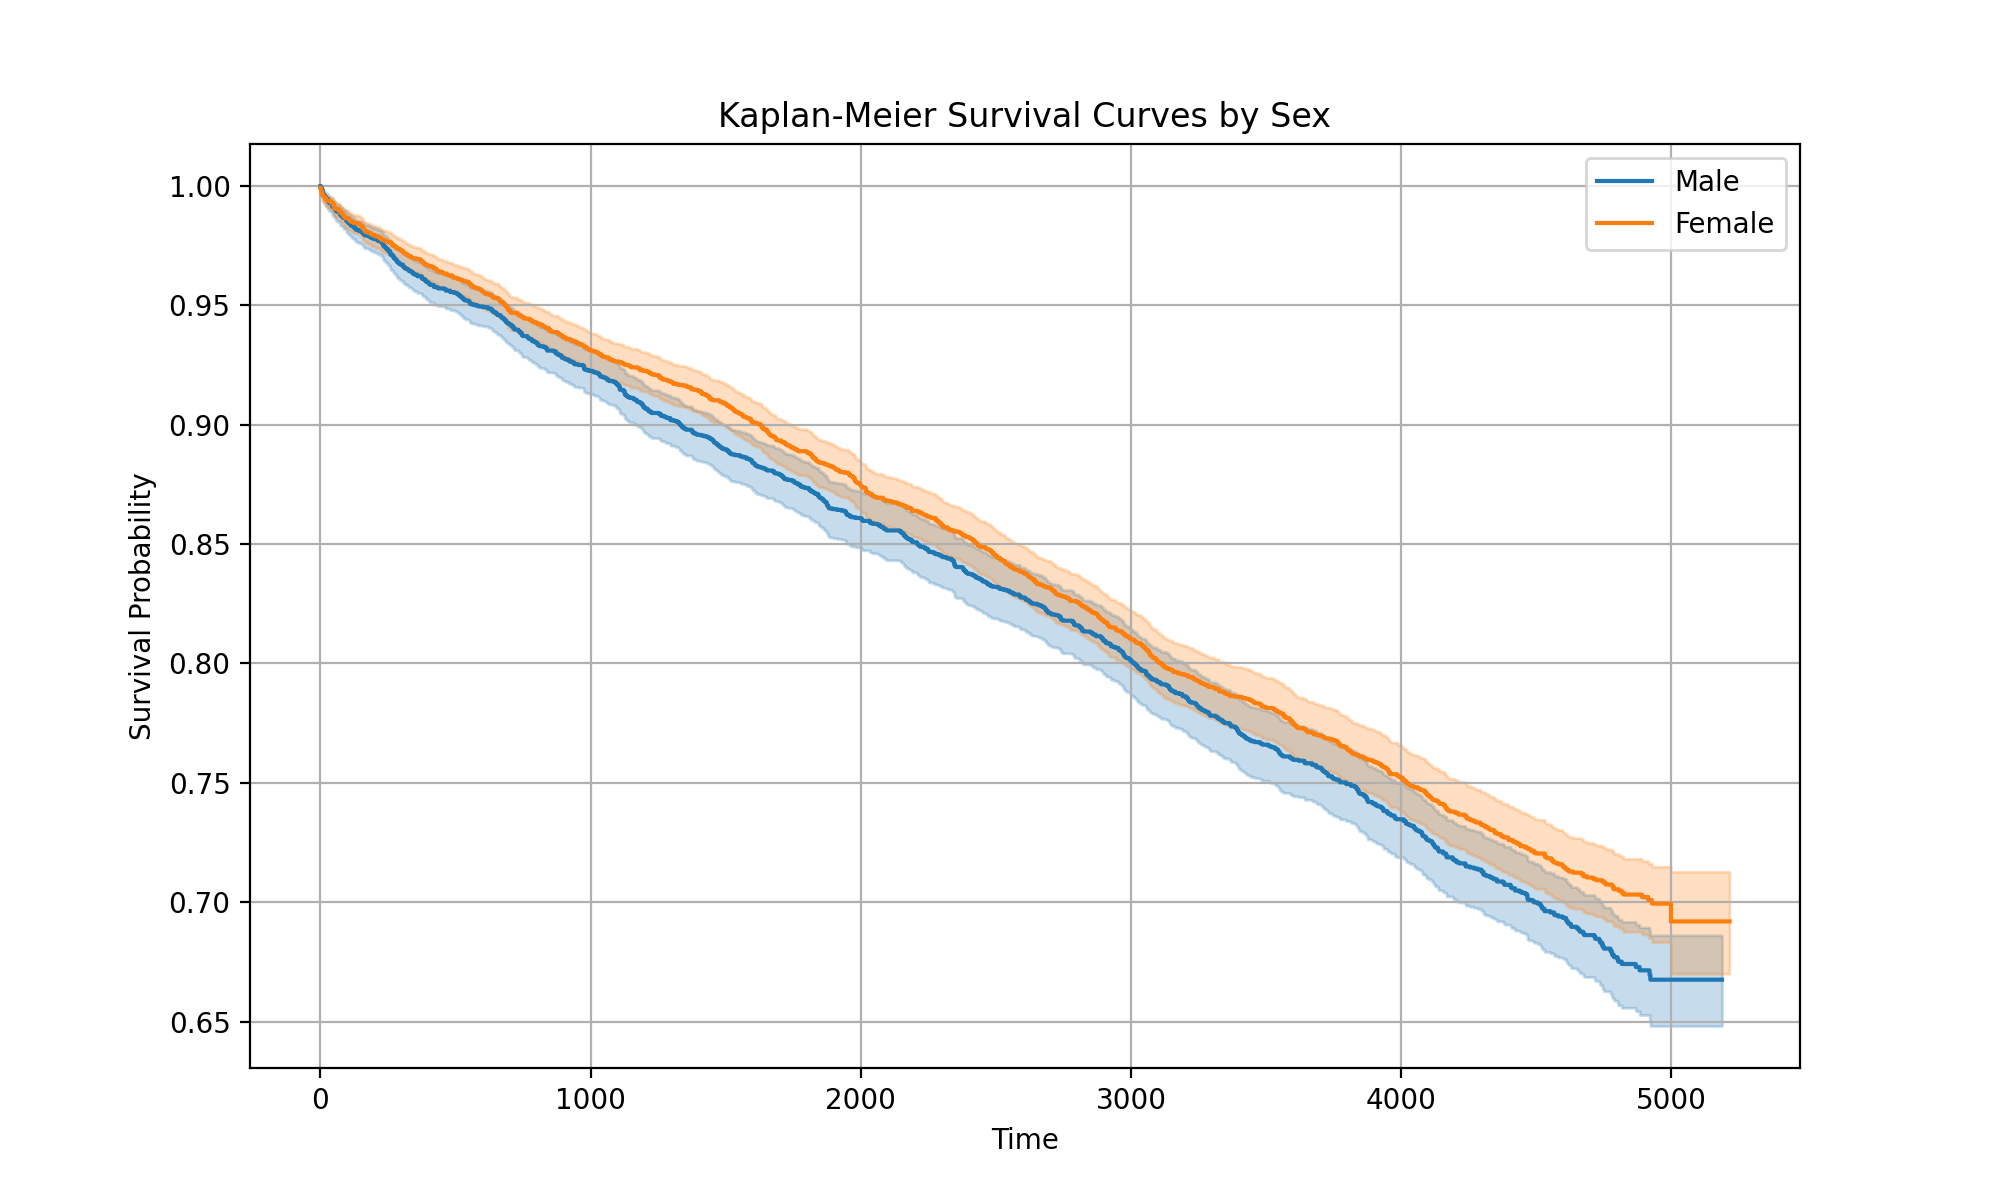 Kaplan-Meier Survival Curves by Sex
Male
Female
1.00
0.95
0.90
0.85
0.80
0.75
0.70
0.65
Survival Probability
0 1000 2000 3000 4000 5000
Time